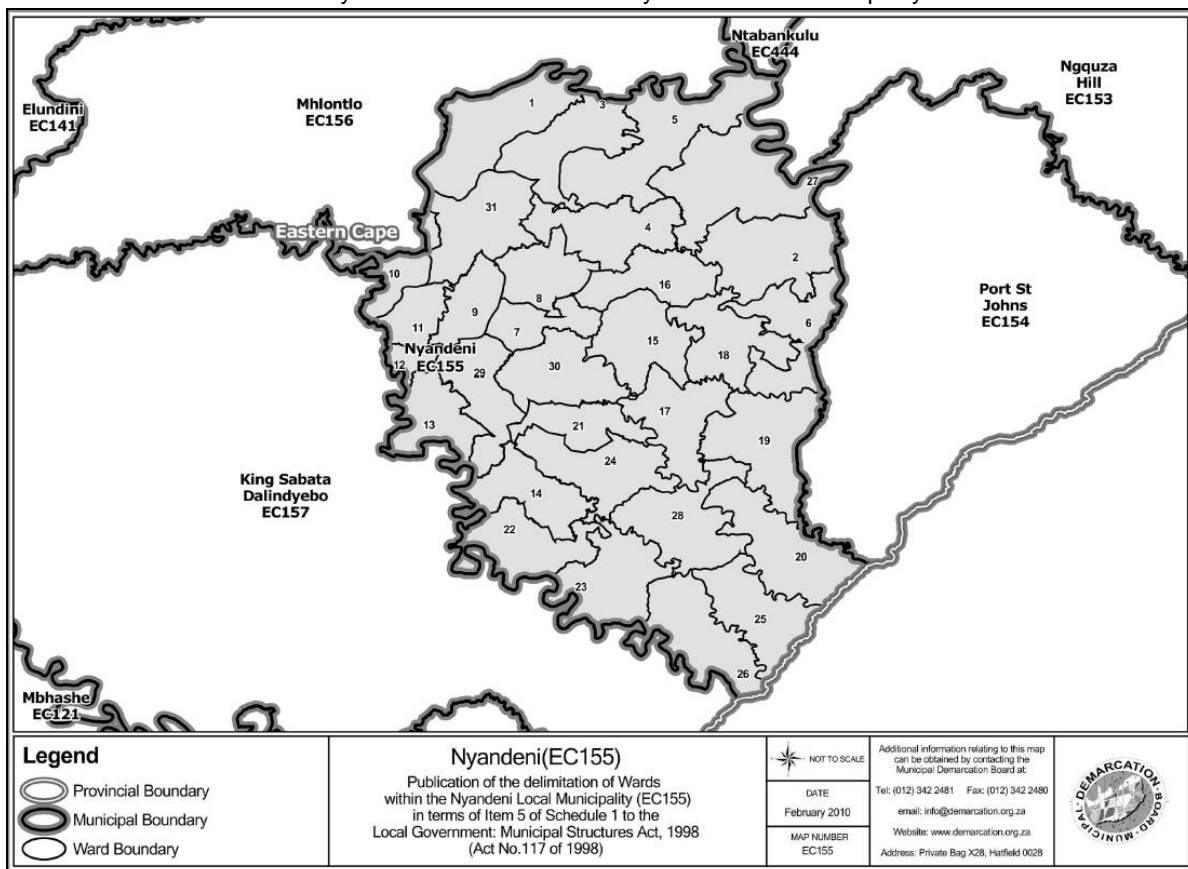 Ntabankulu
EC444
Ngquza
Hill
EC153
Elundini
EC141
Mhlontlo
EC156
1
3
5
27
31
4
Eastern Cape
2
10
16
8
9
Port St
Johns
EC154
11
7
6
15
18
Nyandeni
EC155
12
29
30
17
13
21
19
24
King Sabata
Dalindyebo
EC157
14
28
22
20
23
25
26
Mbhashe
EC121
Legend
Provincial Boundary
Municipal Boundary
Ward Boundary
Nyandeni(EC155)
Publication of the delimitation of Wards
within the Nyandeni Local Municipality (EC155)
in terms of Item 5 of Schedule 1 to the
Local Government: Municipal Structures Act, 1998
(Act No.117 of 1998)
NOT TO SCALE
DATE
February 2010
MAP NUMBER
EC155
Additional information relating to this map
can be obtained by contacting the
Municipal Demarcation Board at:
Tel: (012) 342 2481 Fax: (012) 342 2480
email: info@demarcation.org.za
Website: www.demarcation.org.za
Address: Private Bag X28, Hatfield 0028
MUNICIPAL DEMARCATION BOARD